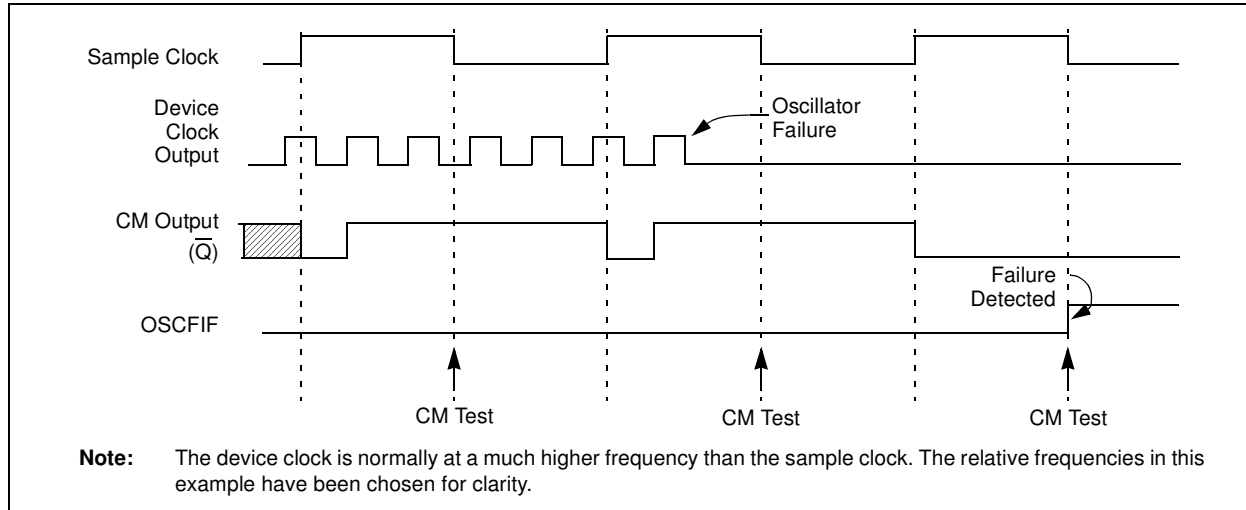 Sample Clock
Device
Clock
Output
Oscillator
Failure
CM Output
(Q̅)
Failure
Detected
OSCFIF
CM Test
CM Test
CM Test
Note: The device clock is normally at a much higher frequency than the sample clock. The relative frequencies in this
example have been chosen for clarity.